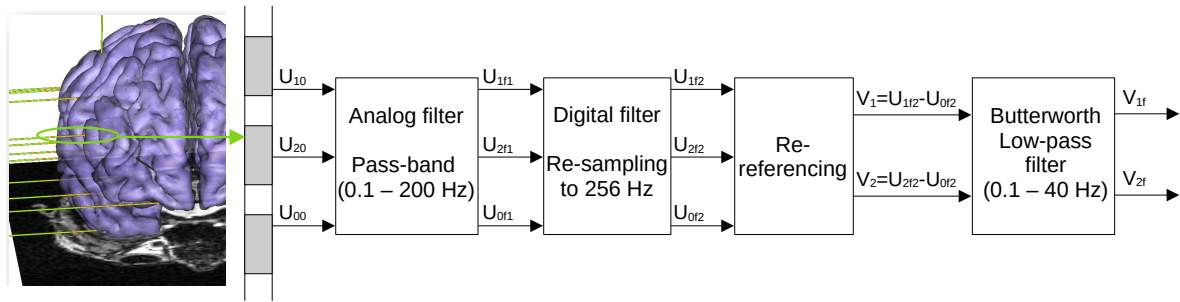 U10
U20
U00
Analog filter
Pass-band
(0.1 – 200 Hz)
U1f1
U2f1
U0f1
Digital filter
Re-sampling
to 256 Hz
U1f2
U2f2
U0f2
Re-
referencing
V1=U1f2-U0f2
V2=U2f2-U0f2
Butterworth
Low-pass
filter
(0.1 – 40 Hz)
V1f
V2f